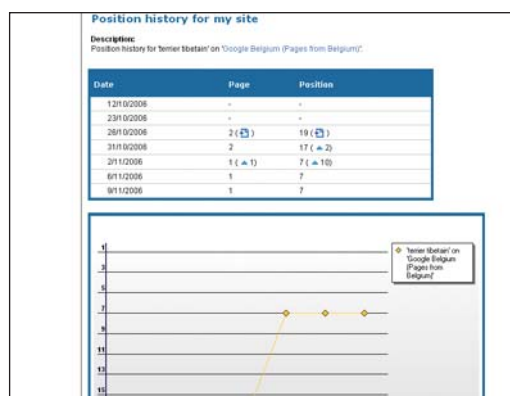 Position history for my site
Description:
Position history for 'terrier tibetain' on 'Google Belgium (Pages from Belgium)'.
Date Page Position
12/10/2006 - -
23/10/2006 - -
26/10/2006 2 ( ) 19 ( )
31/10/2006 2 17 ( ▲ 2)
2/11/2006 1 ( ▲ 1) 7 ( ▲ 10)
6/11/2006 1 7
9/11/2006 1 7
1
3
5
7
9
11
13
15
'terrier tibetain' on
'Google Belgium
(Pages from
Belgium)'